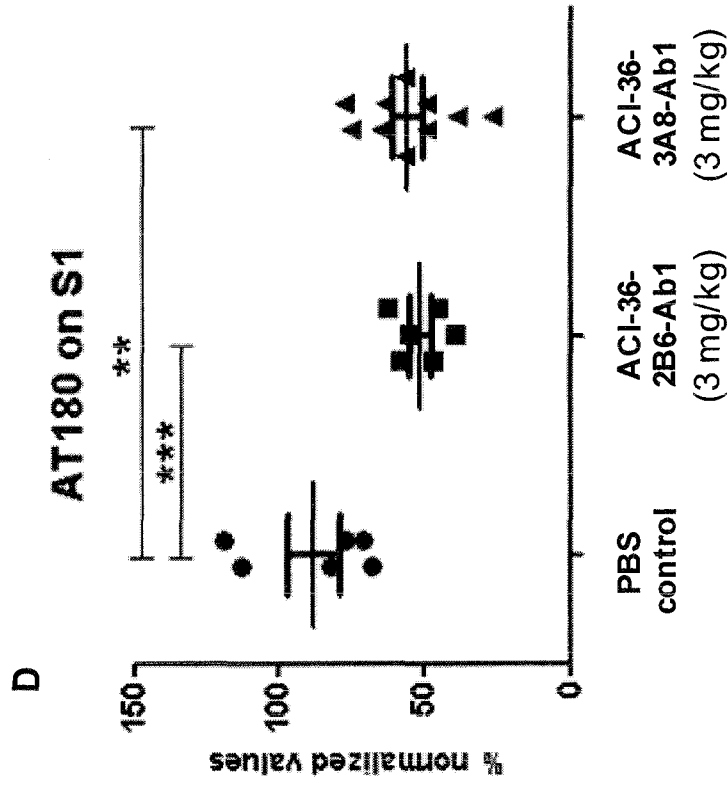 D
AT180 on S1
**
***
150
100
50
0
% normalized values
PBS
control
ACI-36-
2B6-Ab1
(3 mg/kg)
ACI-36-
3A8-Ab1
(3 mg/kg)